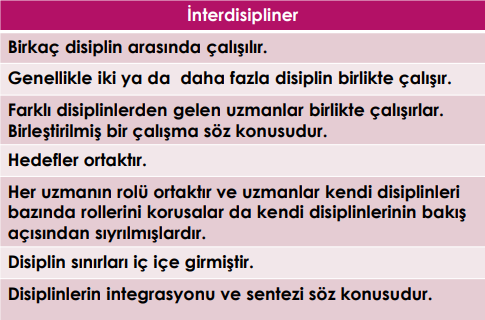 İnterdisipliner
Birkaç disiplin arasında çalışılır.
Genellikle iki ya da daha fazla disiplin birlikte çalışır.
Farklı disiplinlerden gelen uzmanlar birlikte çalışırlar.
Birleştirilmiş bir çalışma söz konusudur.
Hedefler ortaktır.
Her uzmanın rolü ortaktır ve uzmanlar kendi disiplinleri
bazında rollerini korusalar da kendi disiplinlerinin bakış
açısından sıyrılmışlardır.
Disiplin sınırları iç içe girmiştir.
Disiplinlerin integrasyonu ve sentezi söz konusudur.